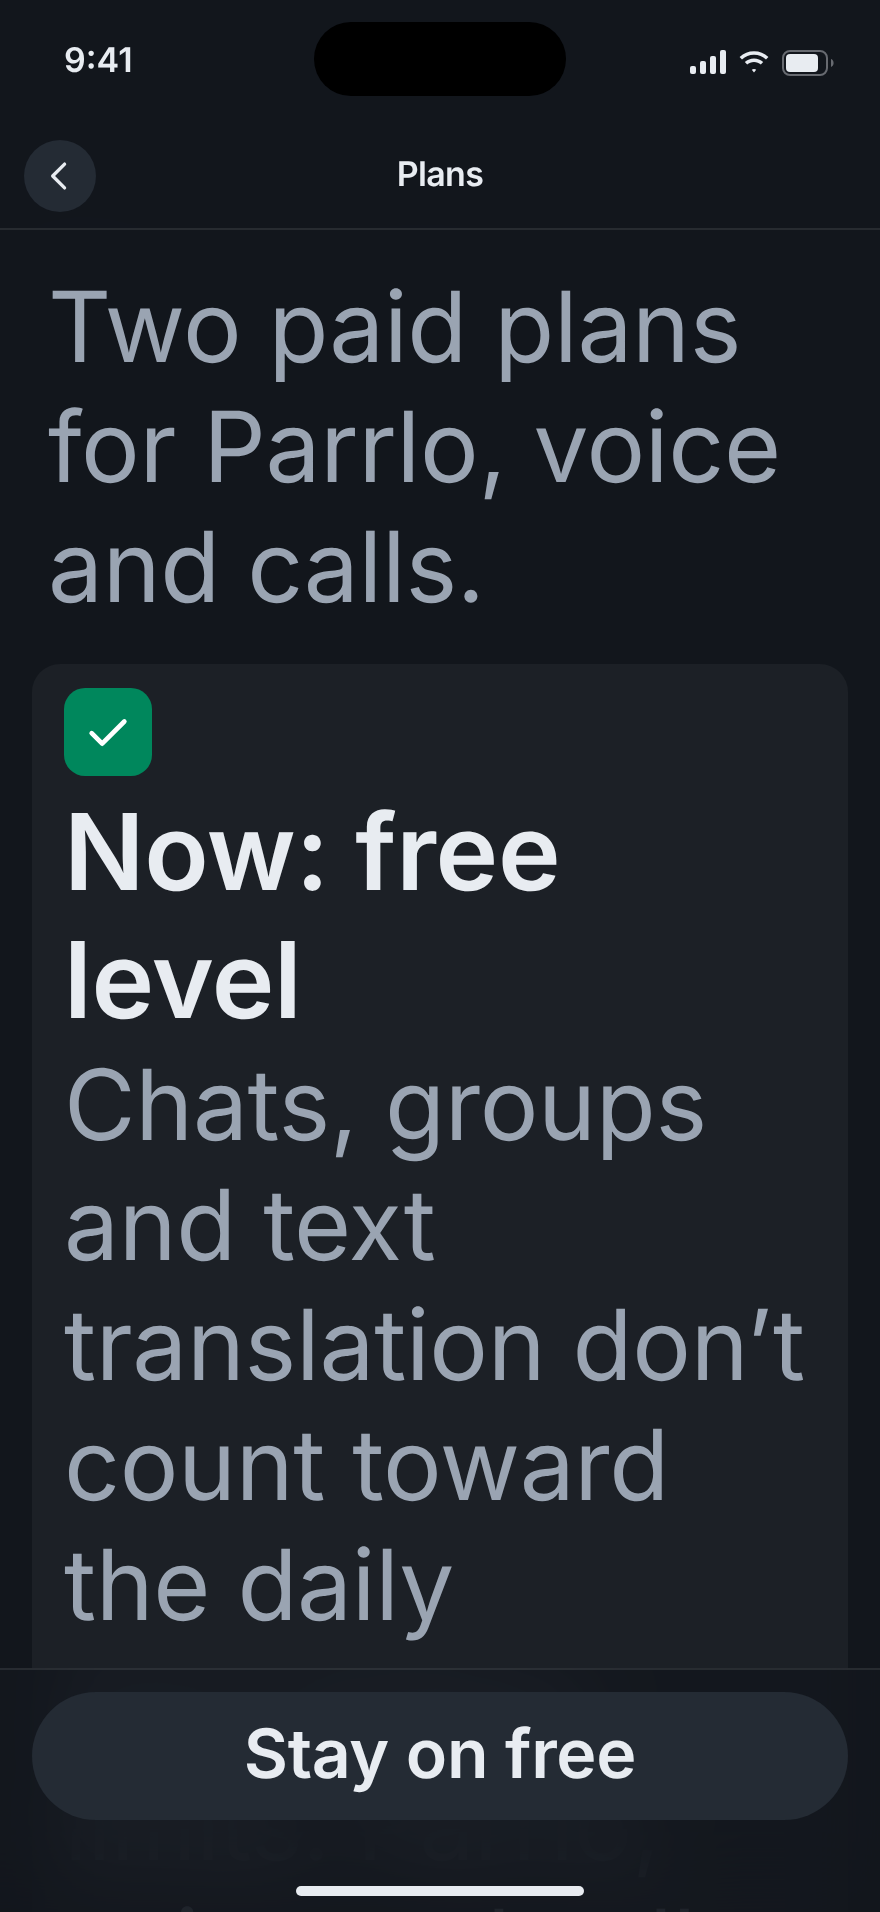 9:41
Plans
Two paid plans
for Parrlo, voice
and calls.
Now: free
level
Chats, groups
and text
translation don’t
count toward
the daily
Stay on free